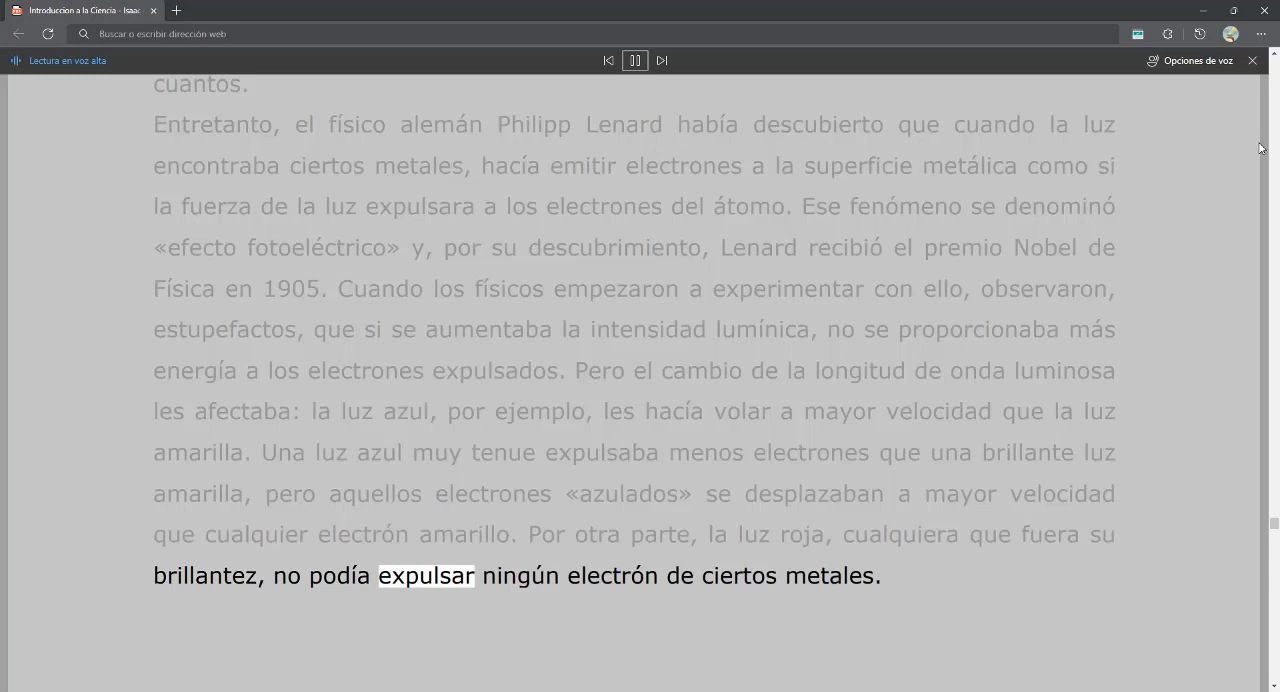 Introduccion a la Ciencia - Isaac
Buscar o escribir dirección web
Lectura en voz alta
Opciones de voz
cuantos.
Entretanto, el físico alemán Philipp Lenard había descubierto que cuando la luz
encontraba ciertos metales, hacía emitir electrones a la superficie metálica como si
la fuerza de la luz expulsara a los electrones del átomo. Ese fenómeno se denominó
«efecto fotoeléctrico» y, por su descubrimiento, Lenard recibió el premio Nobel de
Física en 1905. Cuando los físicos empezaron a experimentar con ello, observaron,
estupefactos, que si se aumentaba la intensidad lumínica, no se proporcionaba más
energía a los electrones expulsados. Pero el cambio de la longitud de onda luminosa
les afectaba: la luz azul, por ejemplo, les hacía volar a mayor velocidad que la luz
amarilla. Una luz azul muy tenue expulsaba menos electrones que una brillante luz
amarilla, pero aquellos electrones «azulados» se desplazaban a mayor velocidad
que cualquier electrón amarillo. Por otra parte, la luz roja, cualquiera que fuera su
brillantez, no podía expulsar ningún electrón de ciertos metales.